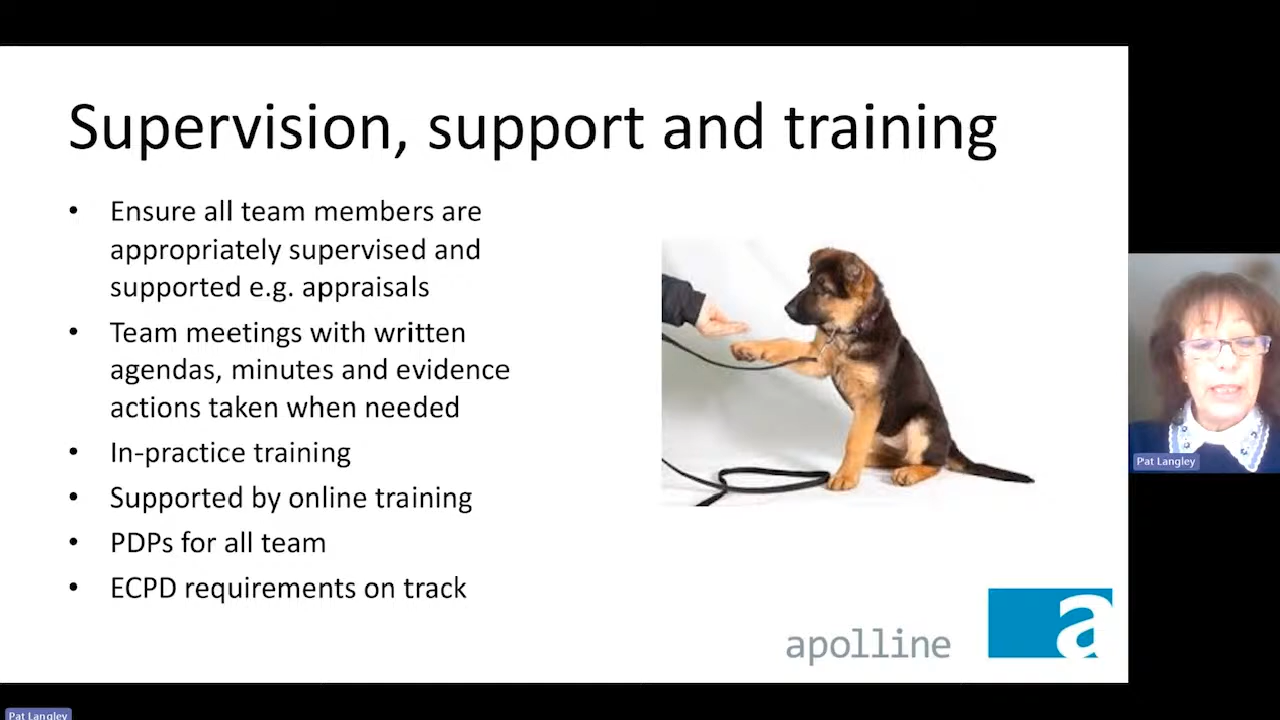 Supervision, support and training
• Ensure all team members are
appropriately supervised and
supported e.g. appraisals
• Team meetings with written
agendas, minutes and evidence
actions taken when needed
• In-practice training
• Supported by online training
• PDPs for all team
• ECPD requirements on track
apolline
a
Pat Langley
Pat Langley